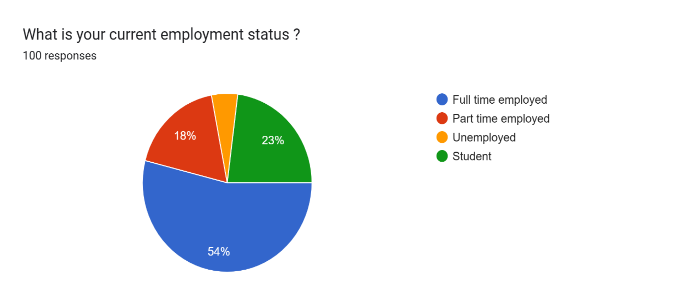 What is your current employment status ?
100 responses
Full time employed
Part time employed
Unemployed
Student
18%
23%
54%